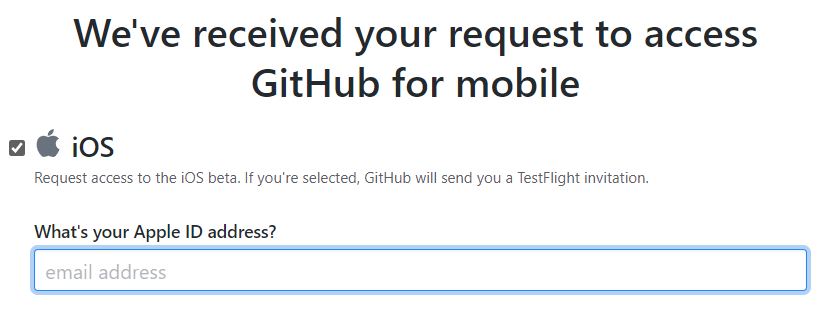 We've received your request to access
GitHub for mobile
iOS
Request access to the iOS beta. If you're selected, GitHub will send you a TestFlight invitation.
What's your Apple ID address?
email address